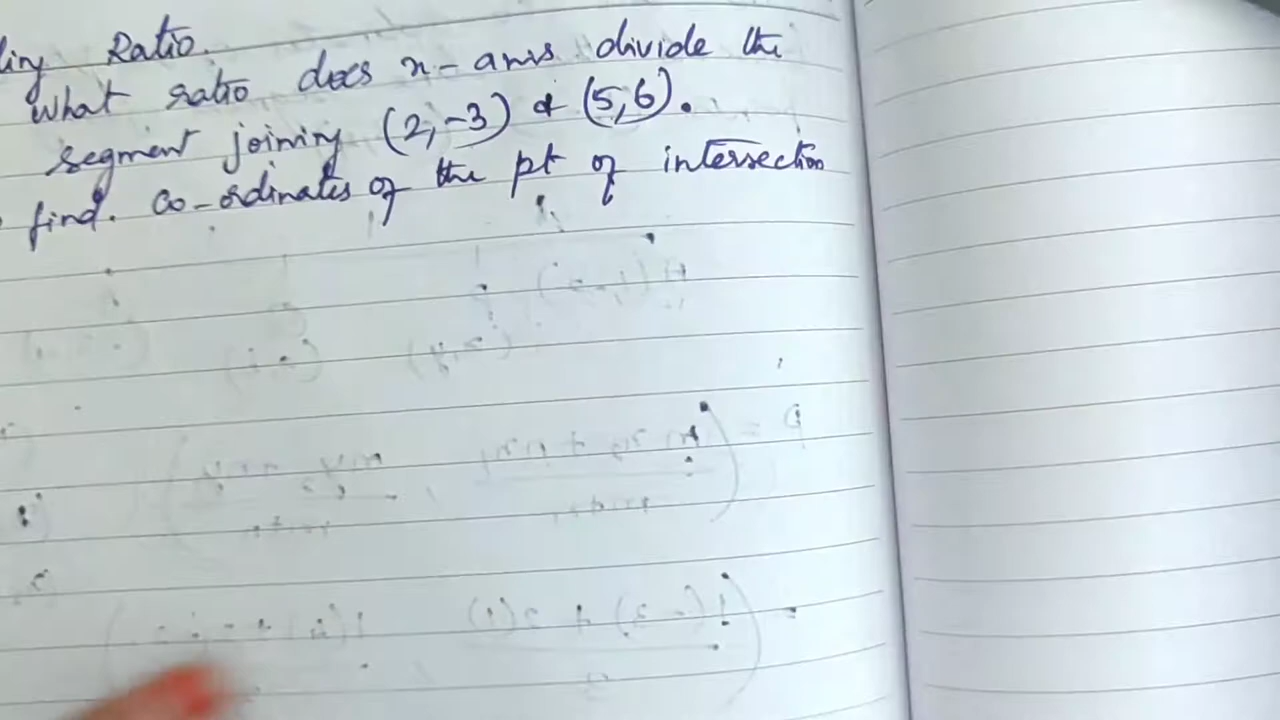 Ratio.
What ratio does x-axis divide the
segment joining (2,-3) & (5,6).
find. co-ordinates of the pt of intersection